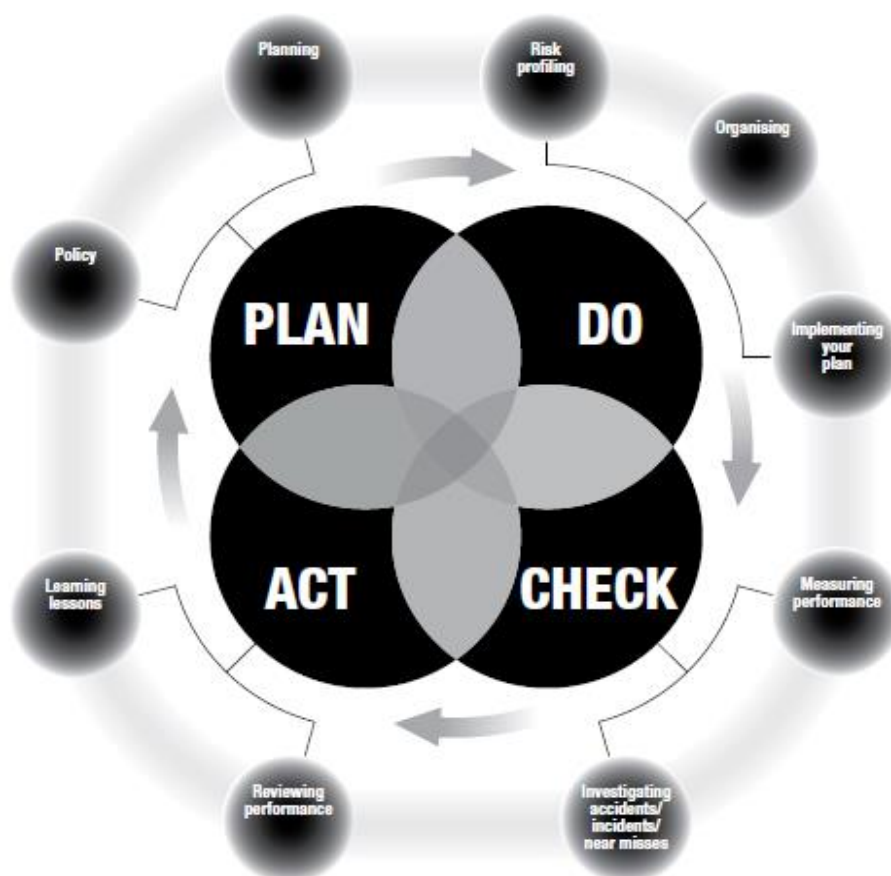 Planning
Risk
profiling
Organising
Policy
PLAN
DO
Implementing
your
plan
ACT
CHECK
Learning
lessons
Measuring
performance
Reviewing
performance
Investigating
accidents/
incidents/
near misses